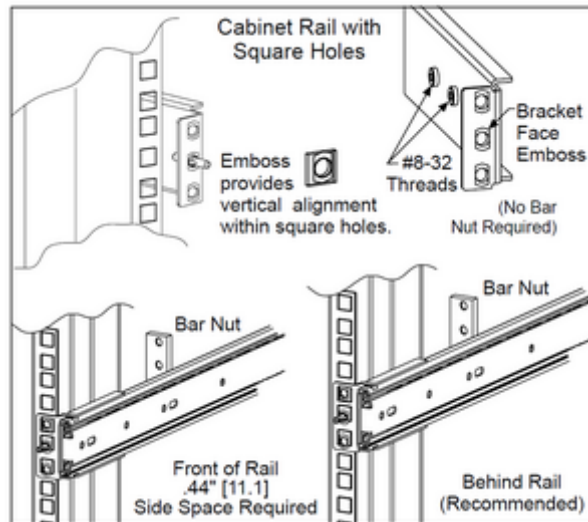 Cabinet Rail with
Square Holes
Emboss
provides
vertical alignment
within square holes.
#8-32
Threads
Bracket
Face
Emboss
(No Bar
Nut Required)
Bar Nut
Front of Rail
.44" [11.1]
Side Space Required
Bar Nut
Behind Rail
(Recommended)